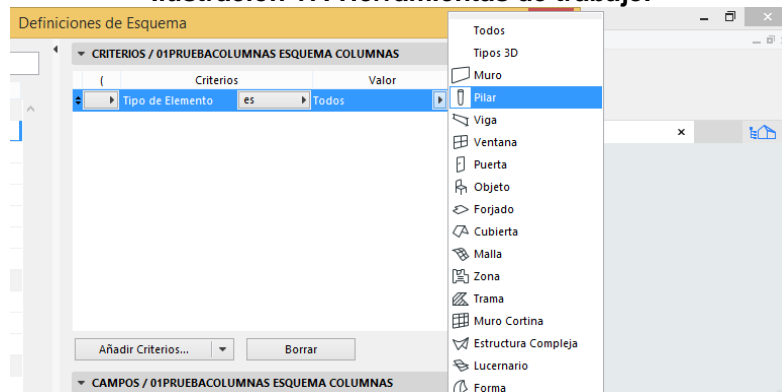 Definiciones de Esquema
CRITERIOS / 01PRUEBACOLUMNAS ESQUEMA COLUMNAS
( Criterios Valor
Tipo de Elemento es Todos
Añadir Criterios... Borrar
CAMPOS / 01PRUEBACOLUMNAS ESQUEMA COLUMNAS
Todos
Tipos 3D
Muro
Pilar
Viga
Ventana
Puerta
Objeto
Forjado
Cubierta
Malla
Zona
Trama
Muro Cortina
Estructura Compleja
Lucernario
Forma